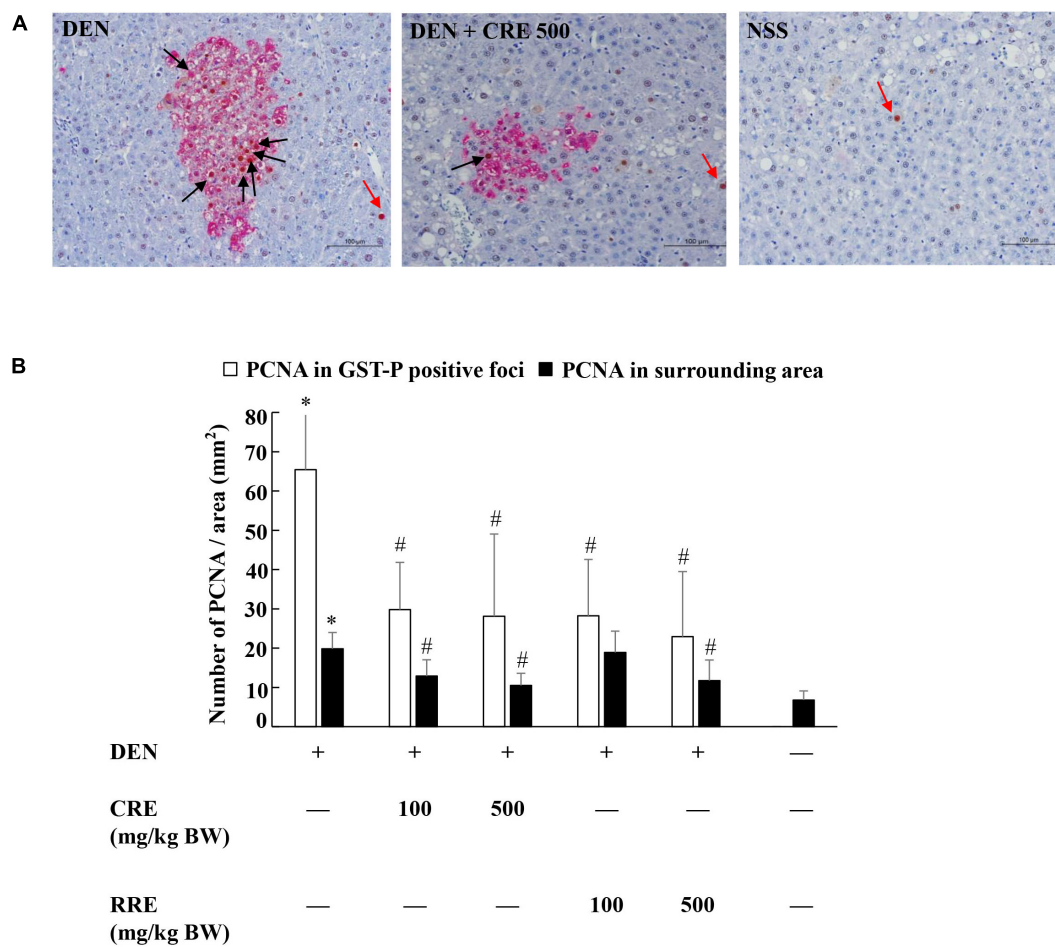 A
DEN
DEN + CRE 500
NSS
100 µm
100 µm
100 µm
B
PCNA in GST-P positive foci PCNA in surrounding area
Number of PCNA / area (mm²)
80
70
60
50
40
30
20
10
0
* * # # # # # # #
DEN + + + + + —
CRE (mg/kg BW) — 100 500 — — —
RRE (mg/kg BW) — — — 100 500 —